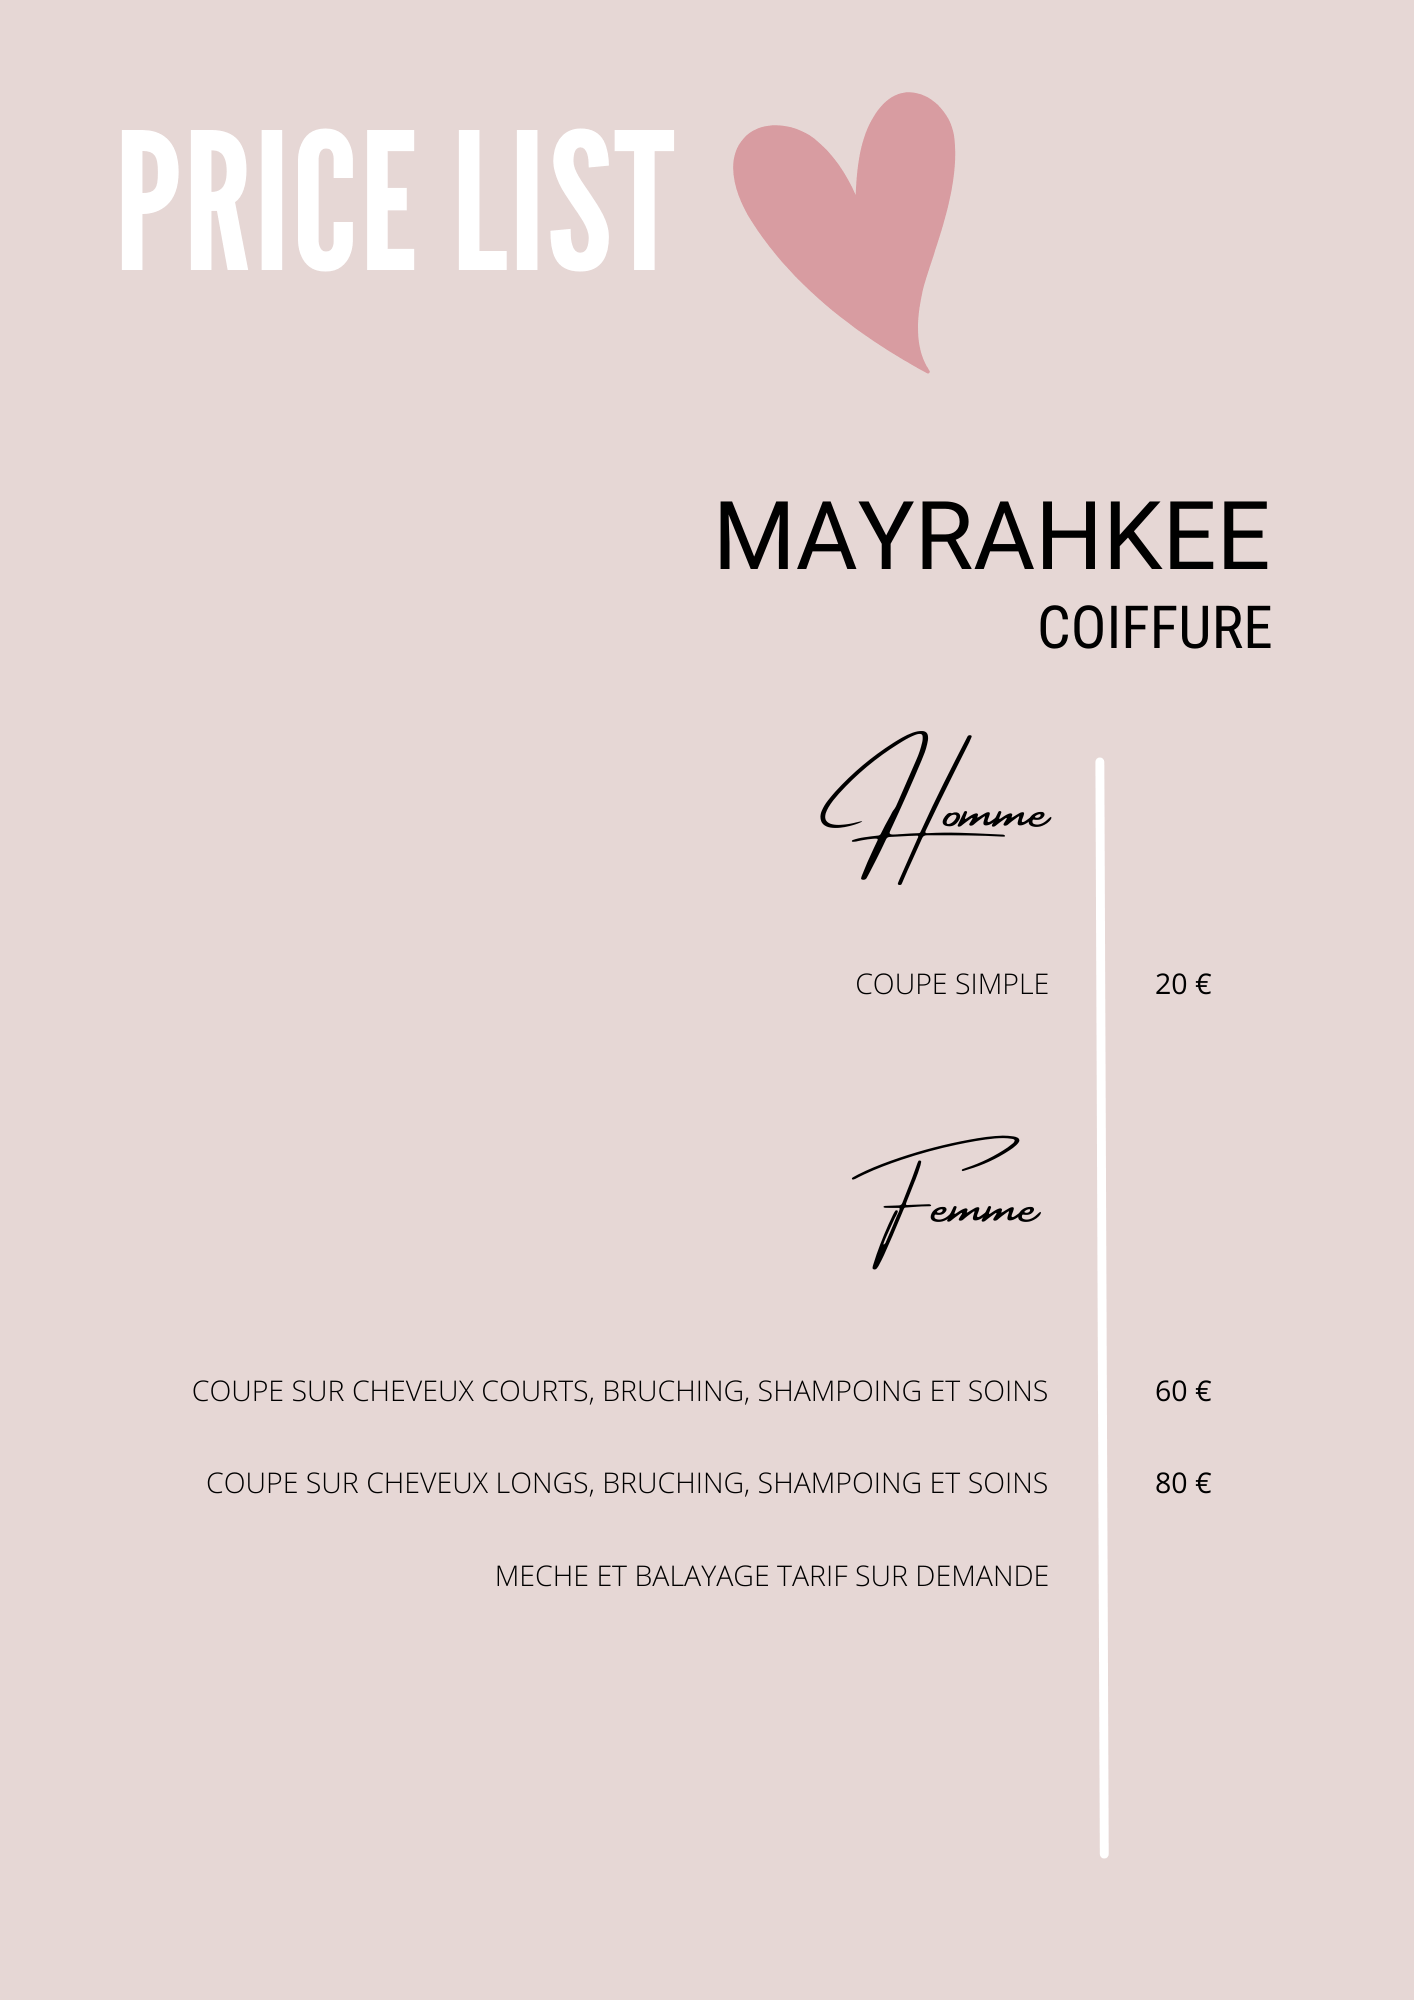 PRICE LIST
MAYRAHKEE
COIFFURE
Homme
COUPE SIMPLE 20 €
Femme
COUPE SUR CHEVEUX COURTS, BRUCHING, SHAMPOING ET SOINS 60 €
COUPE SUR CHEVEUX LONGS, BRUCHING, SHAMPOING ET SOINS 80 €
MECHE ET BALAYAGE TARIF SUR DEMANDE